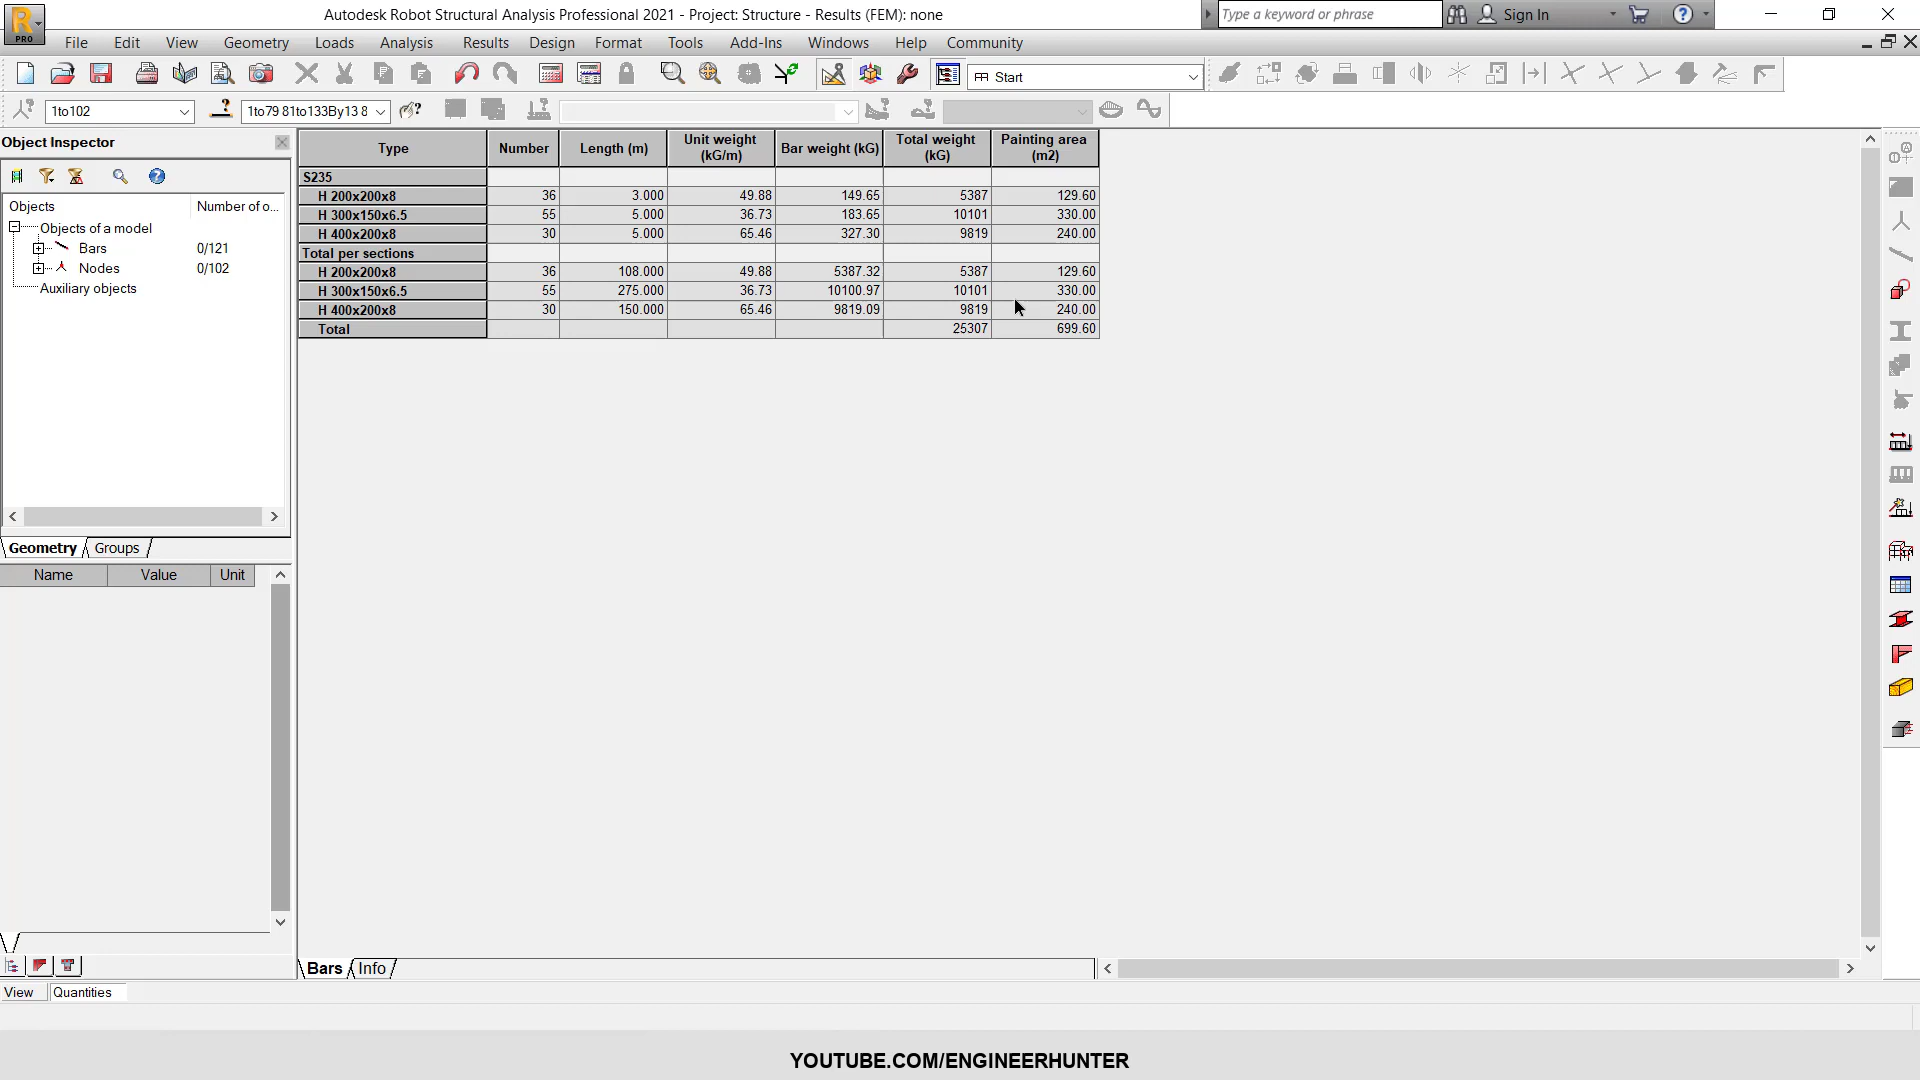 Autodesk Robot Structural Analysis Professional 2021 - Project: Structure - Results (FEM): none
Type a keyword or phrase
Sign In
PRO
File Edit View Geometry Loads Analysis Results Design Format Tools Add-Ins Windows Help Community
Start
1to102
1to79 81to133By13 8
Object Inspector
Objects Number of o...
Objects of a model
Bars 0/121
Nodes 0/102
Auxiliary objects
Geometry Groups
Name Value Unit
Type Number Length (m) Unit weight (kG/m) Bar weight (kG) Total weight (kG) Painting area (m2)
S235
H 200x200x8 36 3.000 49.88 149.65 5387 129.60
H 300x150x6.5 55 5.000 36.73 183.65 10101 330.00
H 400x200x8 30 5.000 65.46 327.30 9819 240.00
Total per sections
H 200x200x8 36 108.000 49.88 5387.32 5387 129.60
H 300x150x6.5 55 275.000 36.73 10100.97 10101 330.00
H 400x200x8 30 150.000 65.46 9819.09 9819 240.00
Total 25307 699.60
Bars Info
View Quantities
YOUTUBE.COM/ENGINEERHUNTER